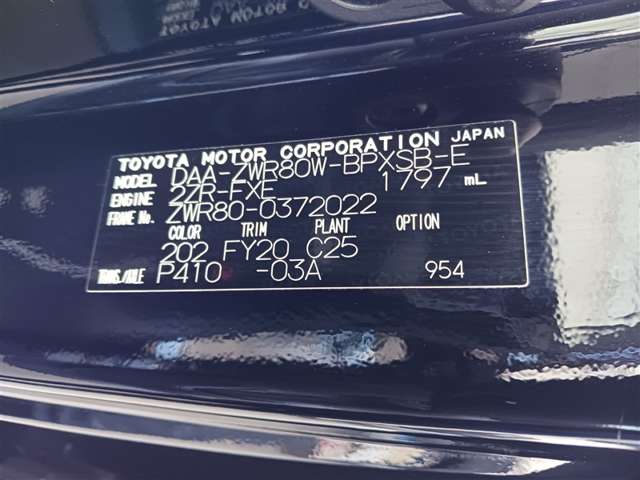 TOYOTA MOTOR CORPORATION JAPAN
MODEL DAA-ZWR80W-BPXSB-E
ENGINE 2ZR-FXE 1797 mL
FRAME No. ZWR80-0372022
COLOR TRIM PLANT OPTION
202 FY20 C25
TRANS./AXLE P410 -03A 954